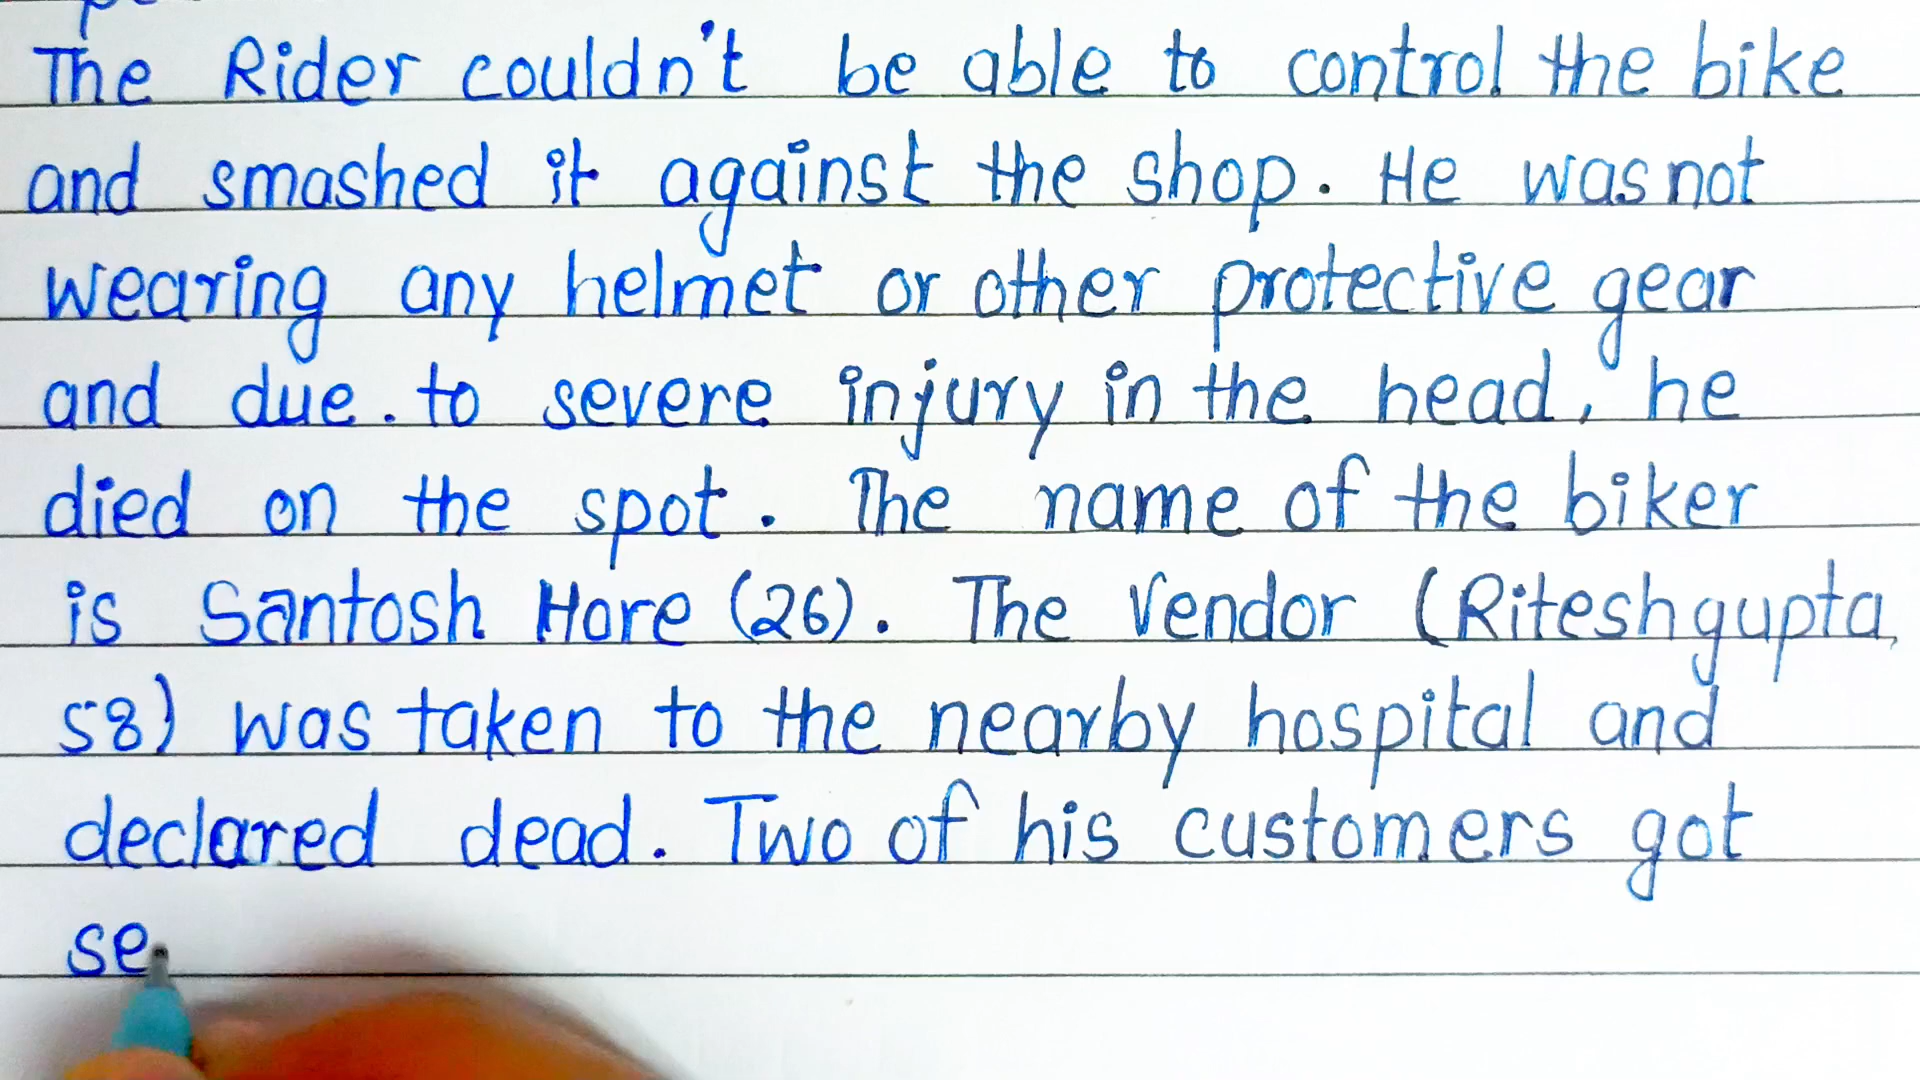 The Rider couldn't be able to control the bike
and smashed it against the shop. He was not
wearing any helmet or other protective gear
and due. to severe injury in the head, he
died on the spot. The name of the biker
is Santosh Hore (26). The Vendor (Ritesh gupta,
58) was taken to the nearby hospital and
declared dead. Two of his customers got
se